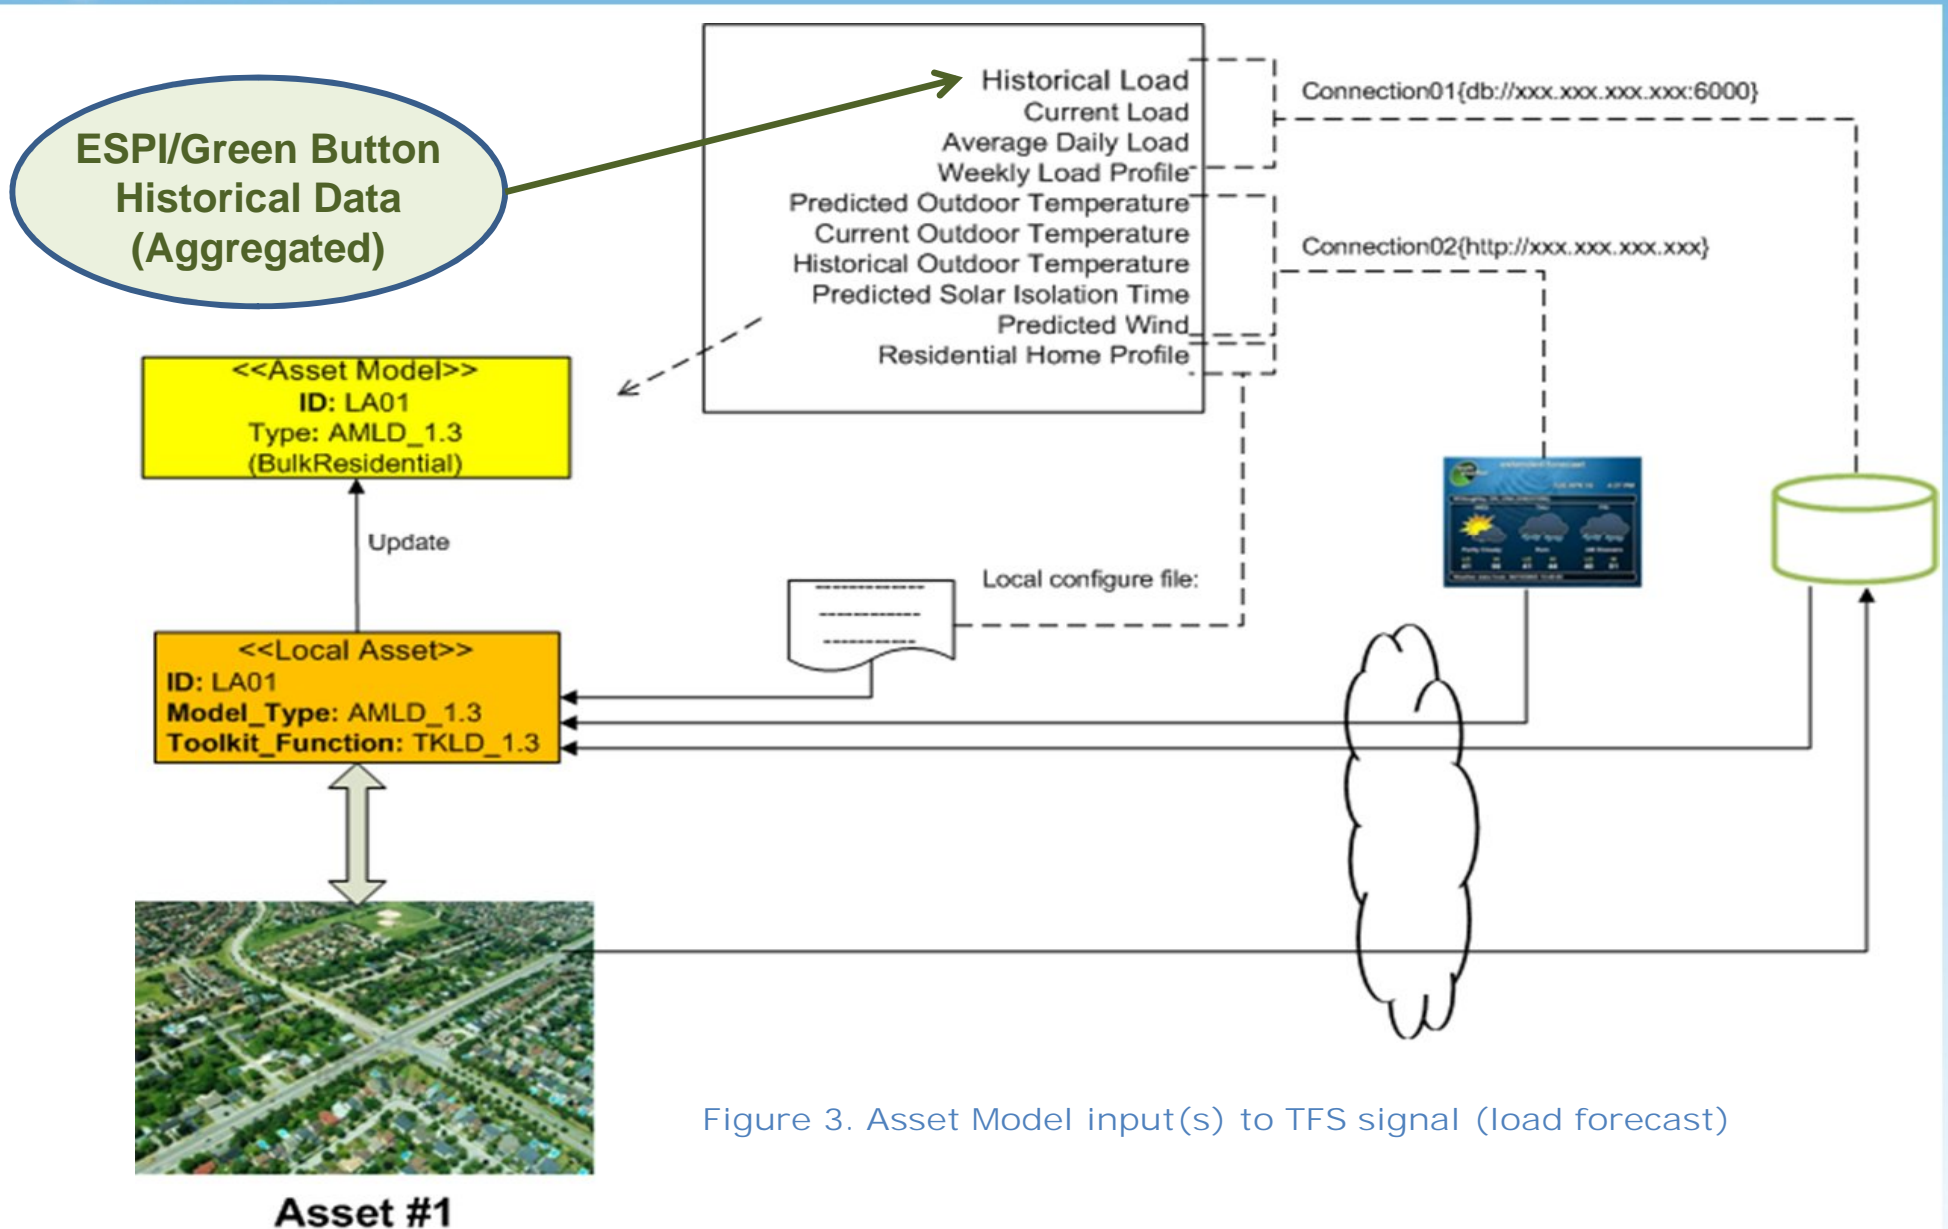 ESPI/Green Button
Historical Data
(Aggregated)
Historical Load
Current Load
Average Daily Load
Weekly Load Profile
Predicted Outdoor Temperature
Current Outdoor Temperature
Historical Outdoor Temperature
Predicted Solar Isolation Time
Predicted Wind
Residential Home Profile
Connection01{db://xxx.xxx.xxx.xxx:6000}
Connection02{http://xxx.xxx.xxx.xxx}
<<Asset Model>>
ID: LA01
Type: AMLD_1.3
(BulkResidential)
Update
Local configure file:
<<Local Asset>>
ID: LA01
Model_Type: AMLD_1.3
Toolkit_Function: TKLD_1.3
Figure 3. Asset Model input(s) to TFS signal (load forecast)
Asset #1